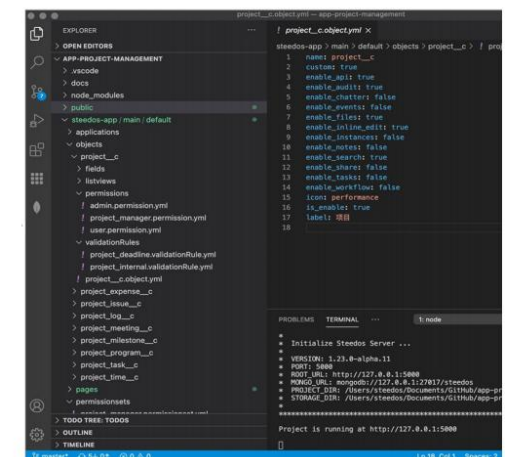 project__c.object.yml — app-project-management
EXPLORER
OPEN EDITORS
APP-PROJECT-MANAGEMENT
.vscode
docs
node_modules
public
steedos-app / main / default
applications
objects
project__c
fields
listviews
permissions
! admin.permission.yml
! project_manager.permission.yml
! user.permission.yml
validationRules
! project_deadline.validationRule.yml
! project_internal.validationRule.yml
! project__c.object.yml
project_expense__c
project_issue__c
project_log__c
project_meeting__c
project_milestone__c
project_program__c
project_task__c
project_time__c
pages
permissionsets
TODO TREE: TODOS
OUTLINE
TIMELINE
! project__c.object.yml ×
steedos-app > main > default > objects > project__c > ! proj
1 name: project__c
2 custom: true
3 enable_api: true
4 enable_audit: true
5 enable_chatter: false
6 enable_events: false
7 enable_files: true
8 enable_inline_edit: true
9 enable_instances: false
10 enable_notes: false
11 enable_search: true
12 enable_share: false
13 enable_tasks: false
14 enable_workflow: false
15 icon: performance
16 is_enable: true
17 label: 项目
18
PROBLEMS TERMINAL ··· 1: node
*
* Initialize Steedos Server ...
*
* VERSION: 1.23.0-alpha.11
* PORT: 5000
* ROOT_URL: http://127.0.0.1:5000
* MONGO_URL: mongodb://127.0.0.1:27017/steedos
* PROJECT_DIR: /Users/steedos/Documents/GitHub/app-pr
* STORAGE_DIR: /Users/steedos/Documents/GitHub/app-pr
*
Project is running at http://127.0.0.1:5000